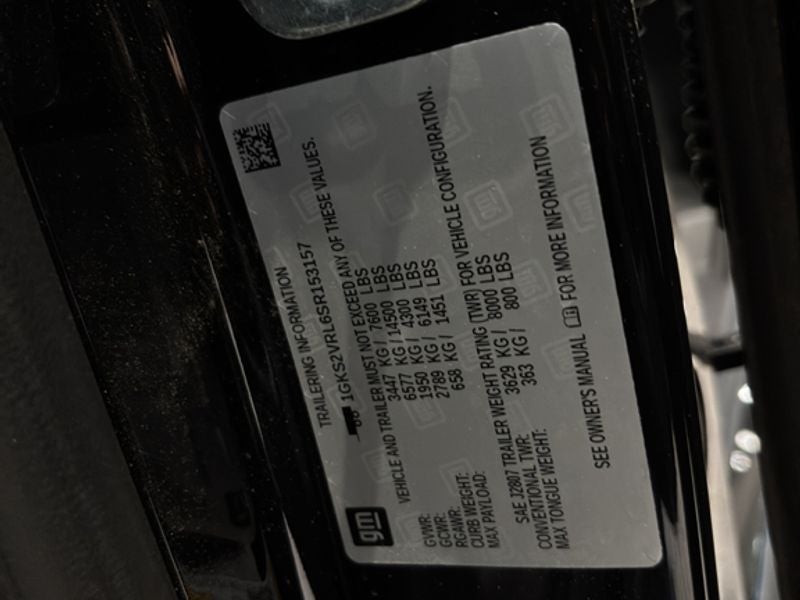 gm
TRAILERING INFORMATION
1GKS2VRL6SR153157
VEHICLE AND TRAILER MUST NOT EXCEED ANY OF THESE VALUES.
GVWR: 3447 KG / 7600 LBS
GCWR: 6577 KG / 14500 LBS
RGAWR: 1950 KG / 4300 LBS
CURB WEIGHT: 2789 KG / 6149 LBS
MAX PAYLOAD: 658 KG / 1451 LBS
SAE J2807 TRAILER WEIGHT RATING (TWR) FOR VEHICLE CONFIGURATION.
CONVENTIONAL TWR: 3629 KG / 8000 LBS
MAX TONGUE WEIGHT: 363 KG / 800 LBS
SEE OWNER'S MANUAL FOR MORE INFORMATION